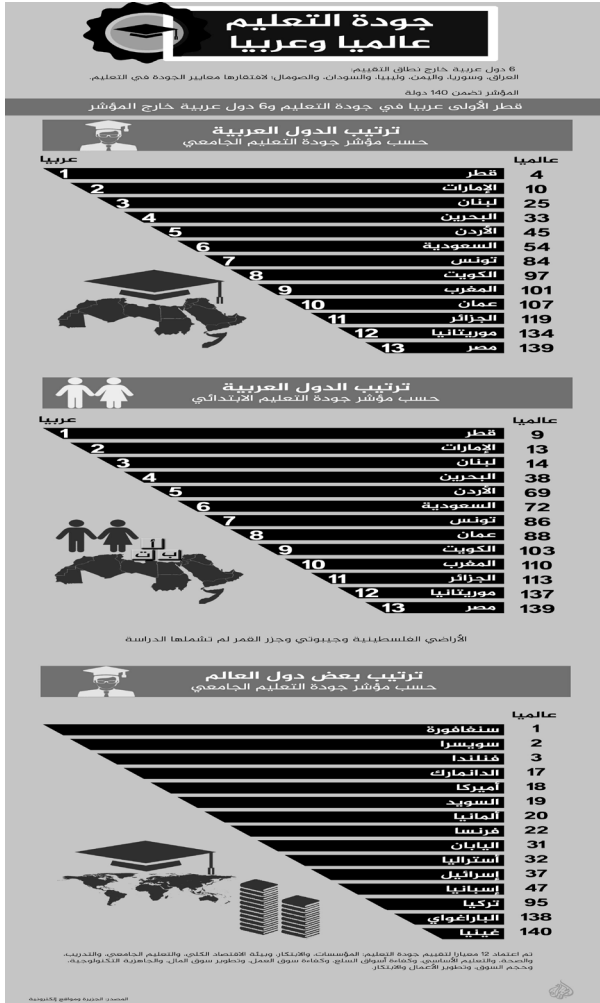 جودة التعليم
عالميا وعربيا
6 دول عربية خارج نطاق التقييم:
العراق، وسوريا، واليمن، وليبيا، والسودان، والصومال؛ لافتقارها معايير الجودة في التعليم.
المؤشر تضمن 140 دولة
قطر الأولى عربيا في جودة التعليم و6 دول عربية خارج المؤشر
ترتيب الدول العربية
حسب مؤشر جودة التعليم الجامعي
عالميا عربيا
4 قطر 1
10 الإمارات 2
25 لبنان 3
33 البحرين 4
45 الأردن 5
54 السعودية 6
84 تونس 7
97 الكويت 8
101 المغرب 9
107 عمان 10
119 الجزائر 11
134 موريتانيا 12
139 مصر 13
ترتيب الدول العربية
حسب مؤشر جودة التعليم الابتدائي
عالميا عربيا
9 قطر 1
13 الإمارات 2
14 لبنان 3
38 البحرين 4
69 الأردن 5
72 السعودية 6
86 تونس 7
88 عمان 8
103 الكويت 9
110 المغرب 10
113 الجزائر 11
137 موريتانيا 12
139 مصر 13
أ
ب ت
الأراضي الفلسطينية وجيبوتي وجزر القمر لم تشملها الدراسة
ترتيب بعض دول العالم
حسب مؤشر جودة التعليم الجامعي
عالميا
1 سنغافورة
2 سويسرا
3 فنلندا
17 الدانمارك
18 أميركا
19 السويد
20 ألمانيا
22 فرنسا
31 اليابان
32 أستراليا
37 إسرائيل
47 إسبانيا
95 تركيا
138 الباراغواي
140 غينيا
تم اعتماد 12 معيارا لتقييم جودة التعليم: المؤسسات، والابتكار، وبيئة الاقتصاد الكلي، والتعليم الجامعي، والتدريب،
والصحة، والتعليم الأساسي، وكفاءة أسواق السلع، وكفاءة سوق العمل، وتطوير سوق المال، والجاهزية التكنولوجية،
وحجم السوق، وتطوير الأعمال والابتكار.
المصدر: الجزيرة ومواقع إلكترونية